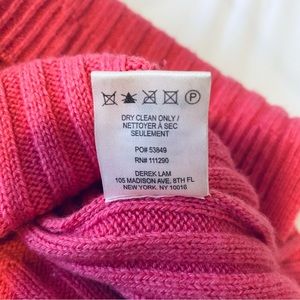 P
DRY CLEAN ONLY /
NETTOYER À SEC
SEULEMENT
PO# 53849
RN# 111290
DEREK LAM
105 MADISON AVE, 8TH FL
NEW YORK, NY 10016